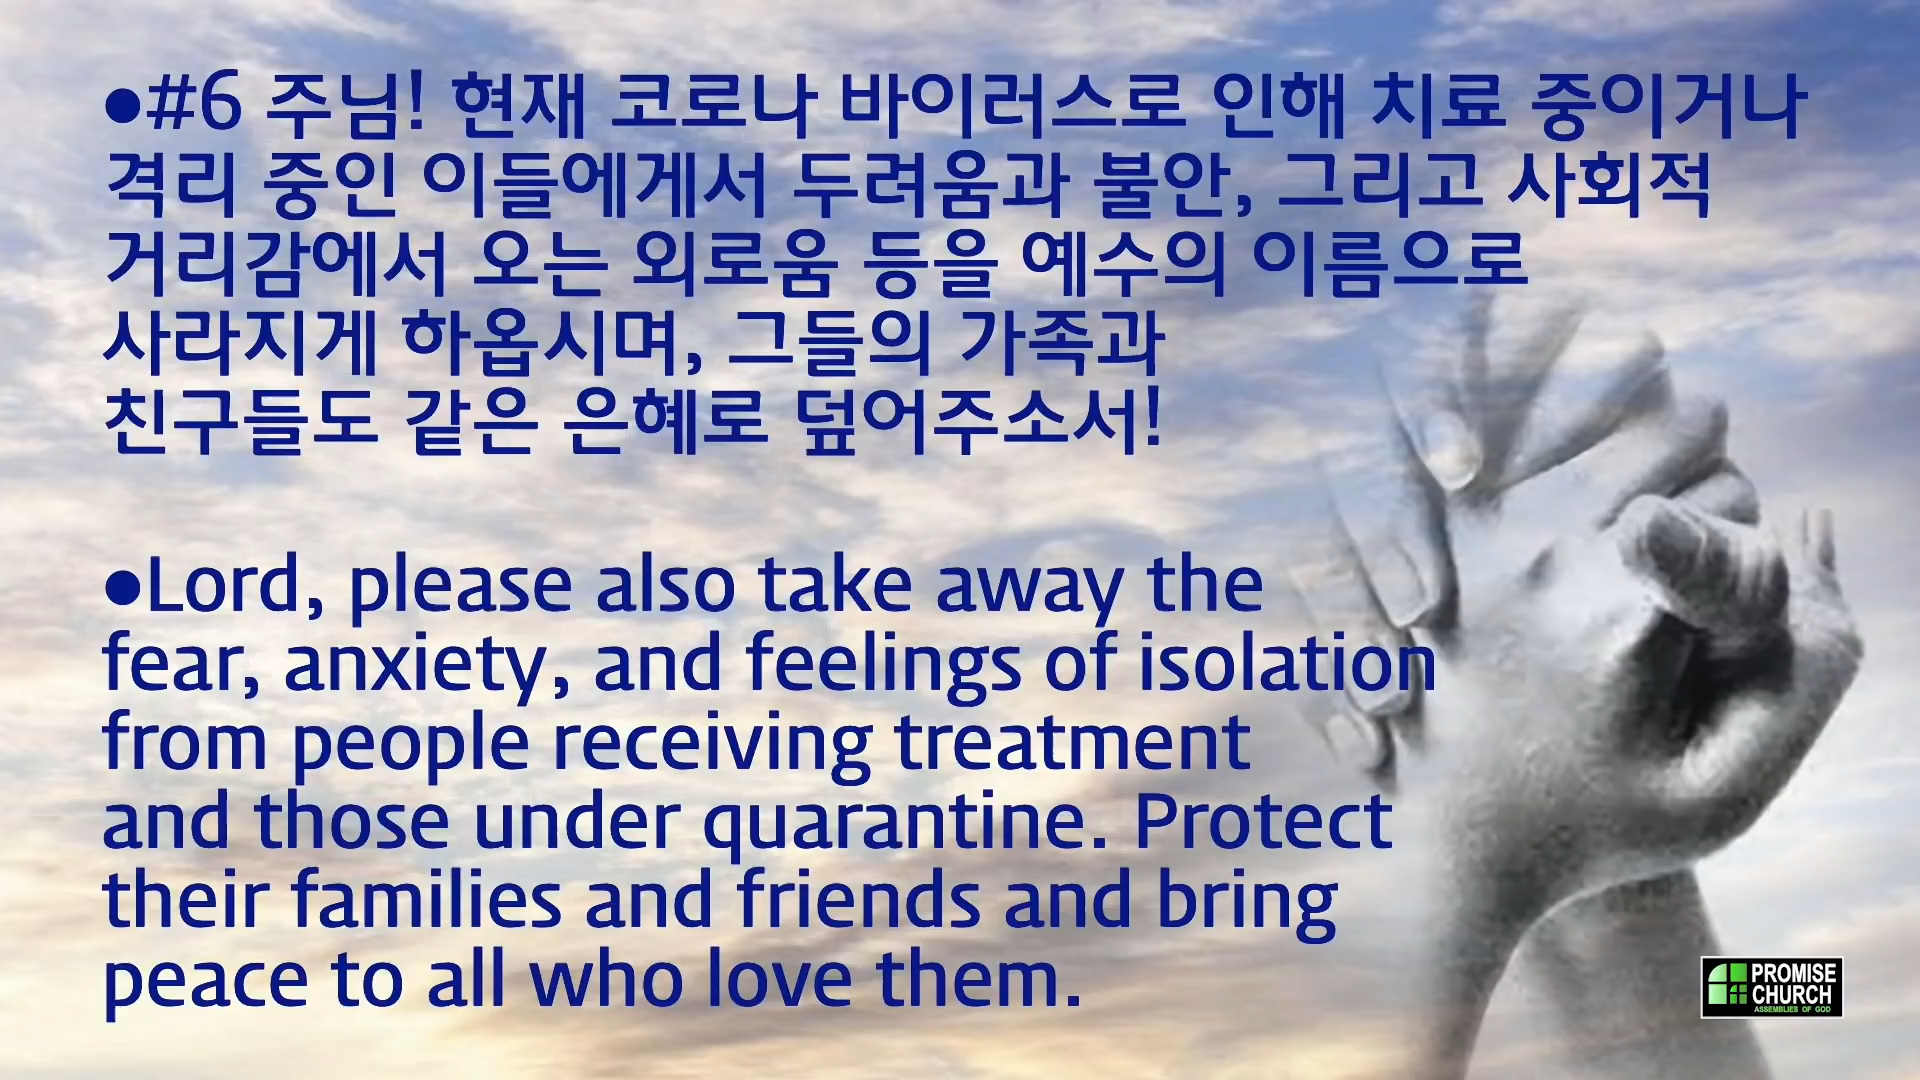 ●#6 주님! 현재 코로나 바이러스로 인해 치료 중이거나
격리 중인 이들에게서 두려움과 불안, 그리고 사회적
거리감에서 오는 외로움 등을 예수의 이름으로
사라지게 하옵시며, 그들의 가족과
친구들도 같은 은혜로 덮어주소서!
●Lord, please also take away the
fear, anxiety, and feelings of isolation
from people receiving treatment
and those under quarantine. Protect
their families and friends and bring
peace to all who love them.
PROMISE
CHURCH
ASSEMBLIES OF GOD